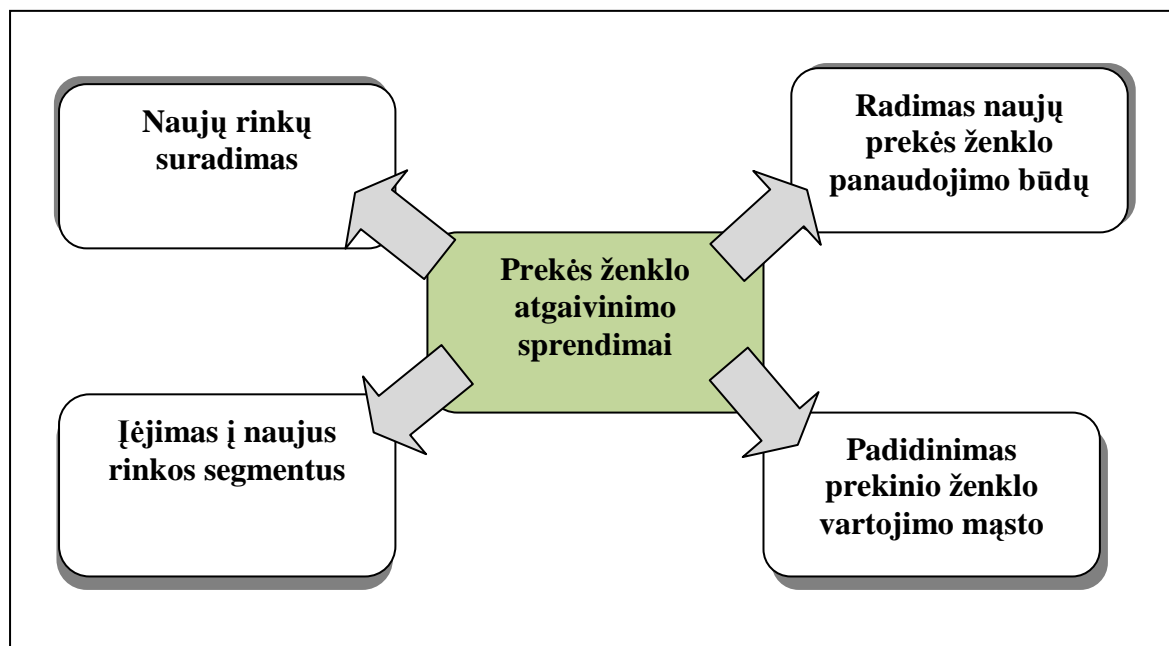 Naujų rinkų
suradimas
Radimas naujų
prekės ženklo
panaudojimo būdų
Prekės ženklo
atgaivinimo
sprendimai
Įėjimas į naujus
rinkos segmentus
Padidinimas
prekinio ženklo
vartojimo mąsto